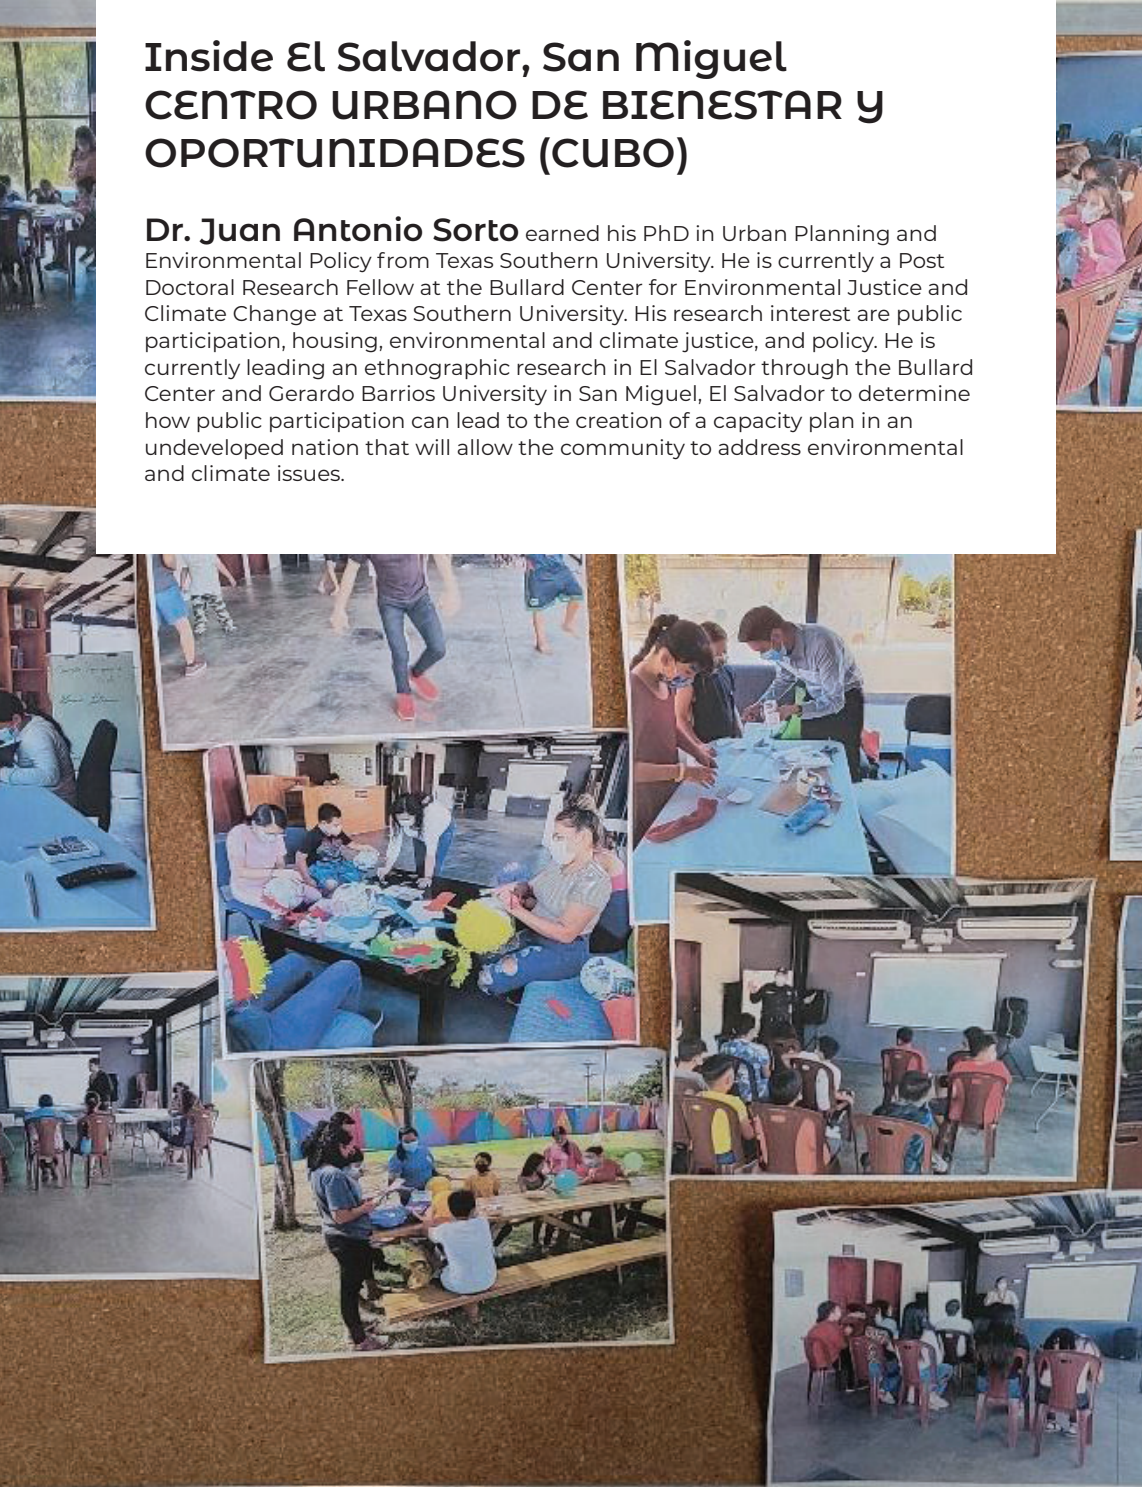 Inside El Salvador, San Miguel
CENTRO URBANO DE BIENESTAR Y
OPORTUNIDADES (CUBO)
Dr. Juan Antonio Sorto earned his PhD in Urban Planning and
Environmental Policy from Texas Southern University. He is currently a Post
Doctoral Research Fellow at the Bullard Center for Environmental Justice and
Climate Change at Texas Southern University. His research interest are public
participation, housing, environmental and climate justice, and policy. He is
currently leading an ethnographic research in El Salvador through the Bullard
Center and Gerardo Barrios University in San Miguel, El Salvador to determine
how public participation can lead to the creation of a capacity plan in an
undeveloped nation that will allow the community to address environmental
and climate issues.